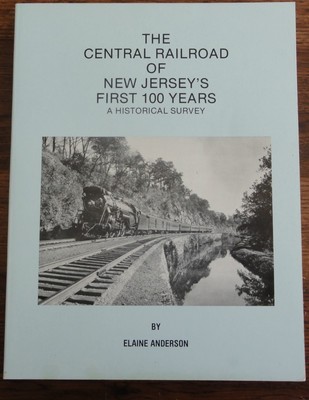 THE
CENTRAL RAILROAD
OF
NEW JERSEY'S
FIRST 100 YEARS
A HISTORICAL SURVEY
BY
ELAINE ANDERSON